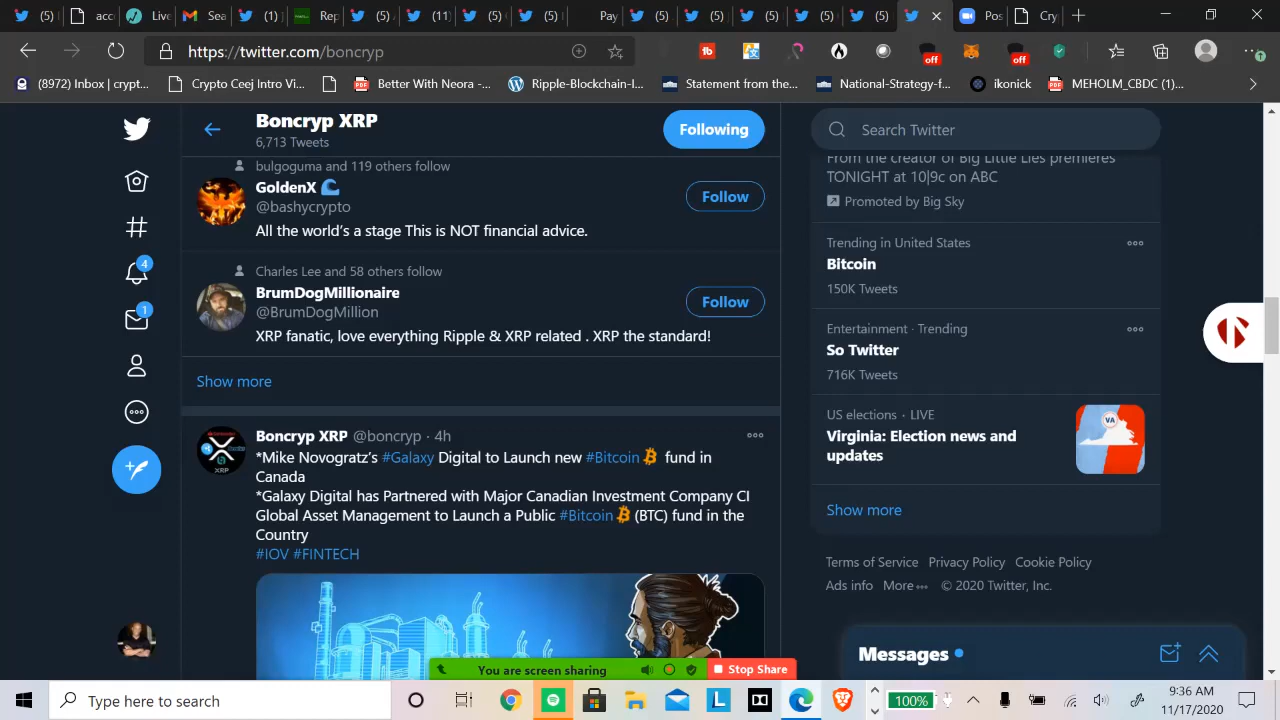 (5)
acc
Live
Sea
(5)
1 (
Rep
(5)
(5)
(11)
(5)
(5)
Pay
(5)
(5)
(5)
(5)
(5)
Pos
Cry
https://twitter.com/boncryp
off
off
(8972) Inbox | crypt...
Crypto Ceej Intro Vi...
Better With Neora -...
Ripple-Blockchain-I...
Statement from the...
National-Strategy-f...
ikonick
MEHOLM_CBDC (1)...
Boncryp XRP
6,713 Tweets
Following
bulgoguma and 119 others follow
GoldenX
@bashycrypto
Follow
All the world's a stage This is NOT financial advice.
Charles Lee and 58 others follow
BrumDogMillionaire
@BrumDogMillion
Follow
XRP fanatic, love everything Ripple & XRP related . XRP the standard!
Show more
Boncryp XRP @boncryp · 4h
*Mike Novogratz's #Galaxy Digital to Launch new #Bitcoin fund in
Canada
*Galaxy Digital has Partnered with Major Canadian Investment Company CI
Global Asset Management to Launch a Public #Bitcoin (BTC) fund in the
Country
#IOV #FINTECH
XRP
4
1
Search Twitter
From the creator of Big Little Lies premieres
TONIGHT at 10|9c on ABC
Promoted by Big Sky
Trending in United States
Bitcoin
150K Tweets
Entertainment · Trending
So Twitter
716K Tweets
US elections · LIVE
Virginia: Election news and
updates
VA
Show more
Terms of Service Privacy Policy Cookie Policy
Ads info More © 2020 Twitter, Inc.
Messages
You are screen sharing
Stop Share
Type here to search
L
100%
9:36 AM
11/17/2020